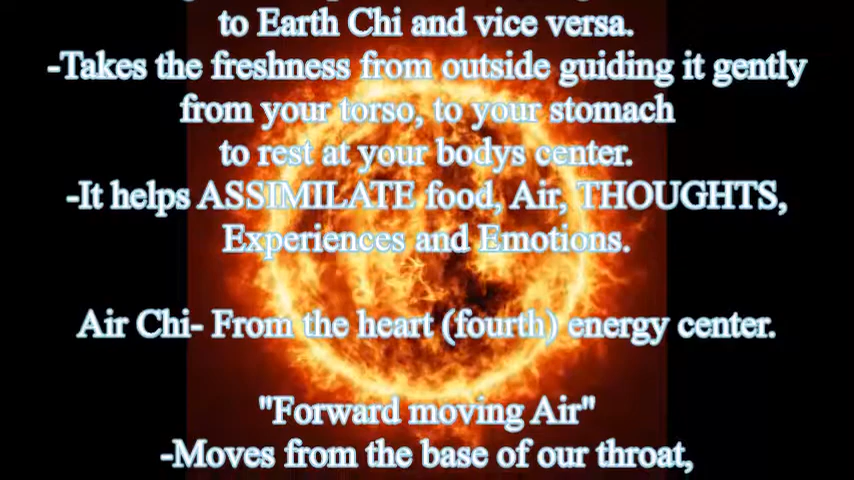 to Earth Chi and vice versa.
-Takes the freshness from outside guiding it gently
from your torso, to your stomach
to rest at your bodys center.
-It helps ASSIMILATE food, Air, THOUGHTS,
Experiences and Emotions.
Air Chi- From the heart (fourth) energy center.
"Forward moving Air"
-Moves from the base of our throat,